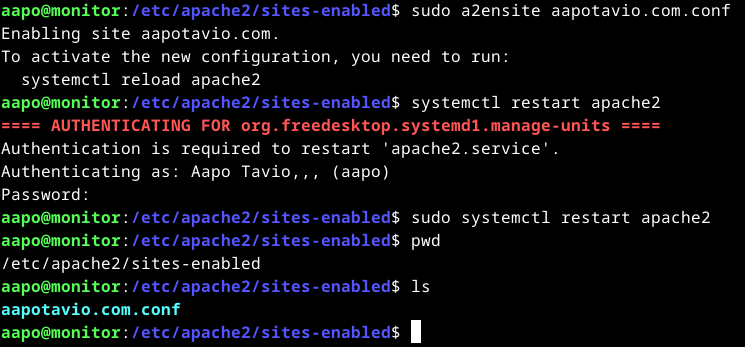 aapo@monitor:/etc/apache2/sites-enabled$ sudo a2ensite aapotavio.com.conf
Enabling site aapotavio.com.
To activate the new configuration, you need to run:
  systemctl reload apache2
aapo@monitor:/etc/apache2/sites-enabled$ systemctl restart apache2
==== AUTHENTICATING FOR org.freedesktop.systemd1.manage-units ====
Authentication is required to restart 'apache2.service'.
Authenticating as: Aapo Tavio,,, (aapo)
Password:
aapo@monitor:/etc/apache2/sites-enabled$ sudo systemctl restart apache2
aapo@monitor:/etc/apache2/sites-enabled$ pwd
/etc/apache2/sites-enabled
aapo@monitor:/etc/apache2/sites-enabled$ ls
aapotavio.com.conf
aapo@monitor:/etc/apache2/sites-enabled$